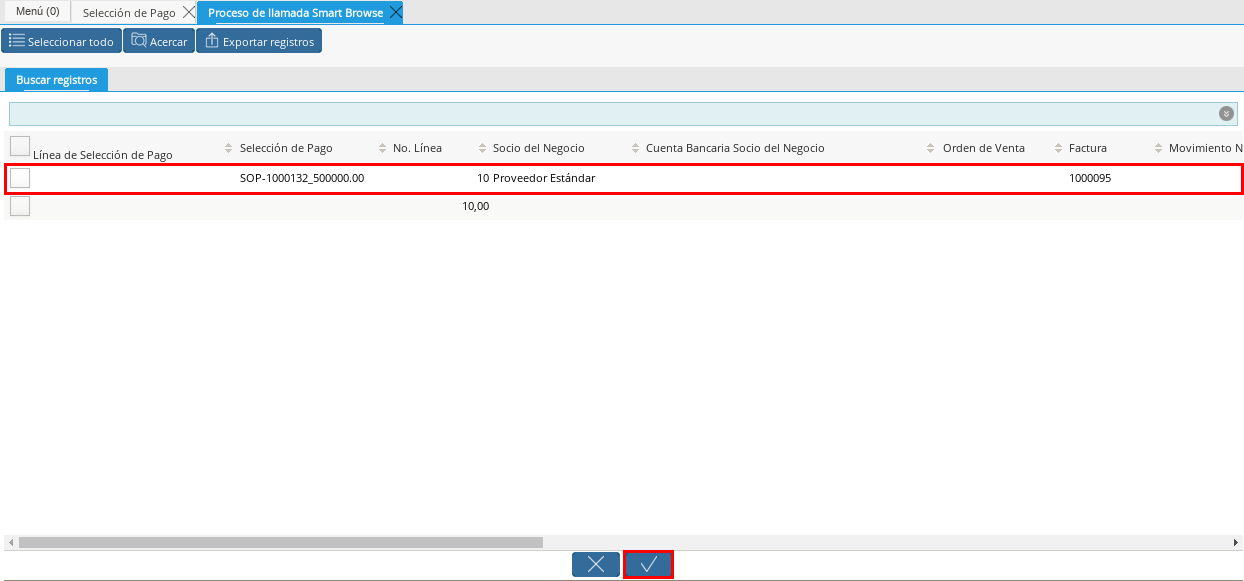 Menú (0) Selección de Pago Proceso de llamada Smart Browse
Seleccionar todo Acercar Exportar registros
Buscar registros
Línea de Selección de Pago Selección de Pago No. Línea Socio del Negocio Cuenta Bancaria Socio del Negocio Orden de Venta Factura Movimiento N
SOP-1000132_500000.00 10 Proveedor Estándar 1000095
10,00